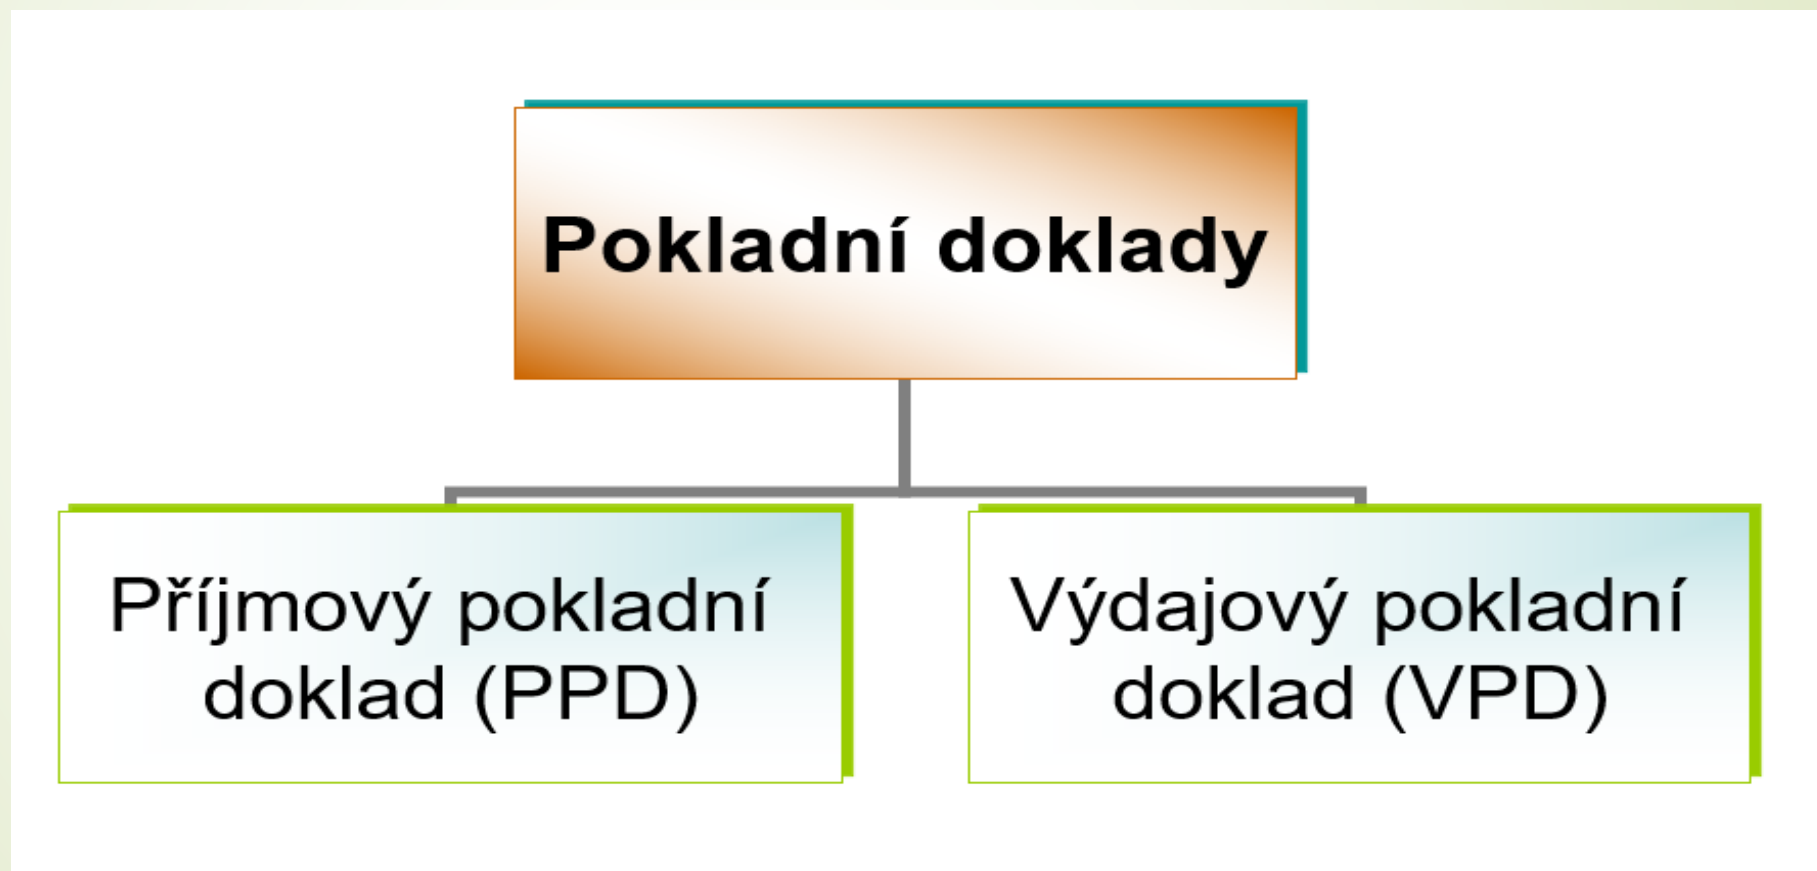 Pokladní doklady
Příjmový pokladní
doklad (PPD)
Výdajový pokladní
doklad (VPD)